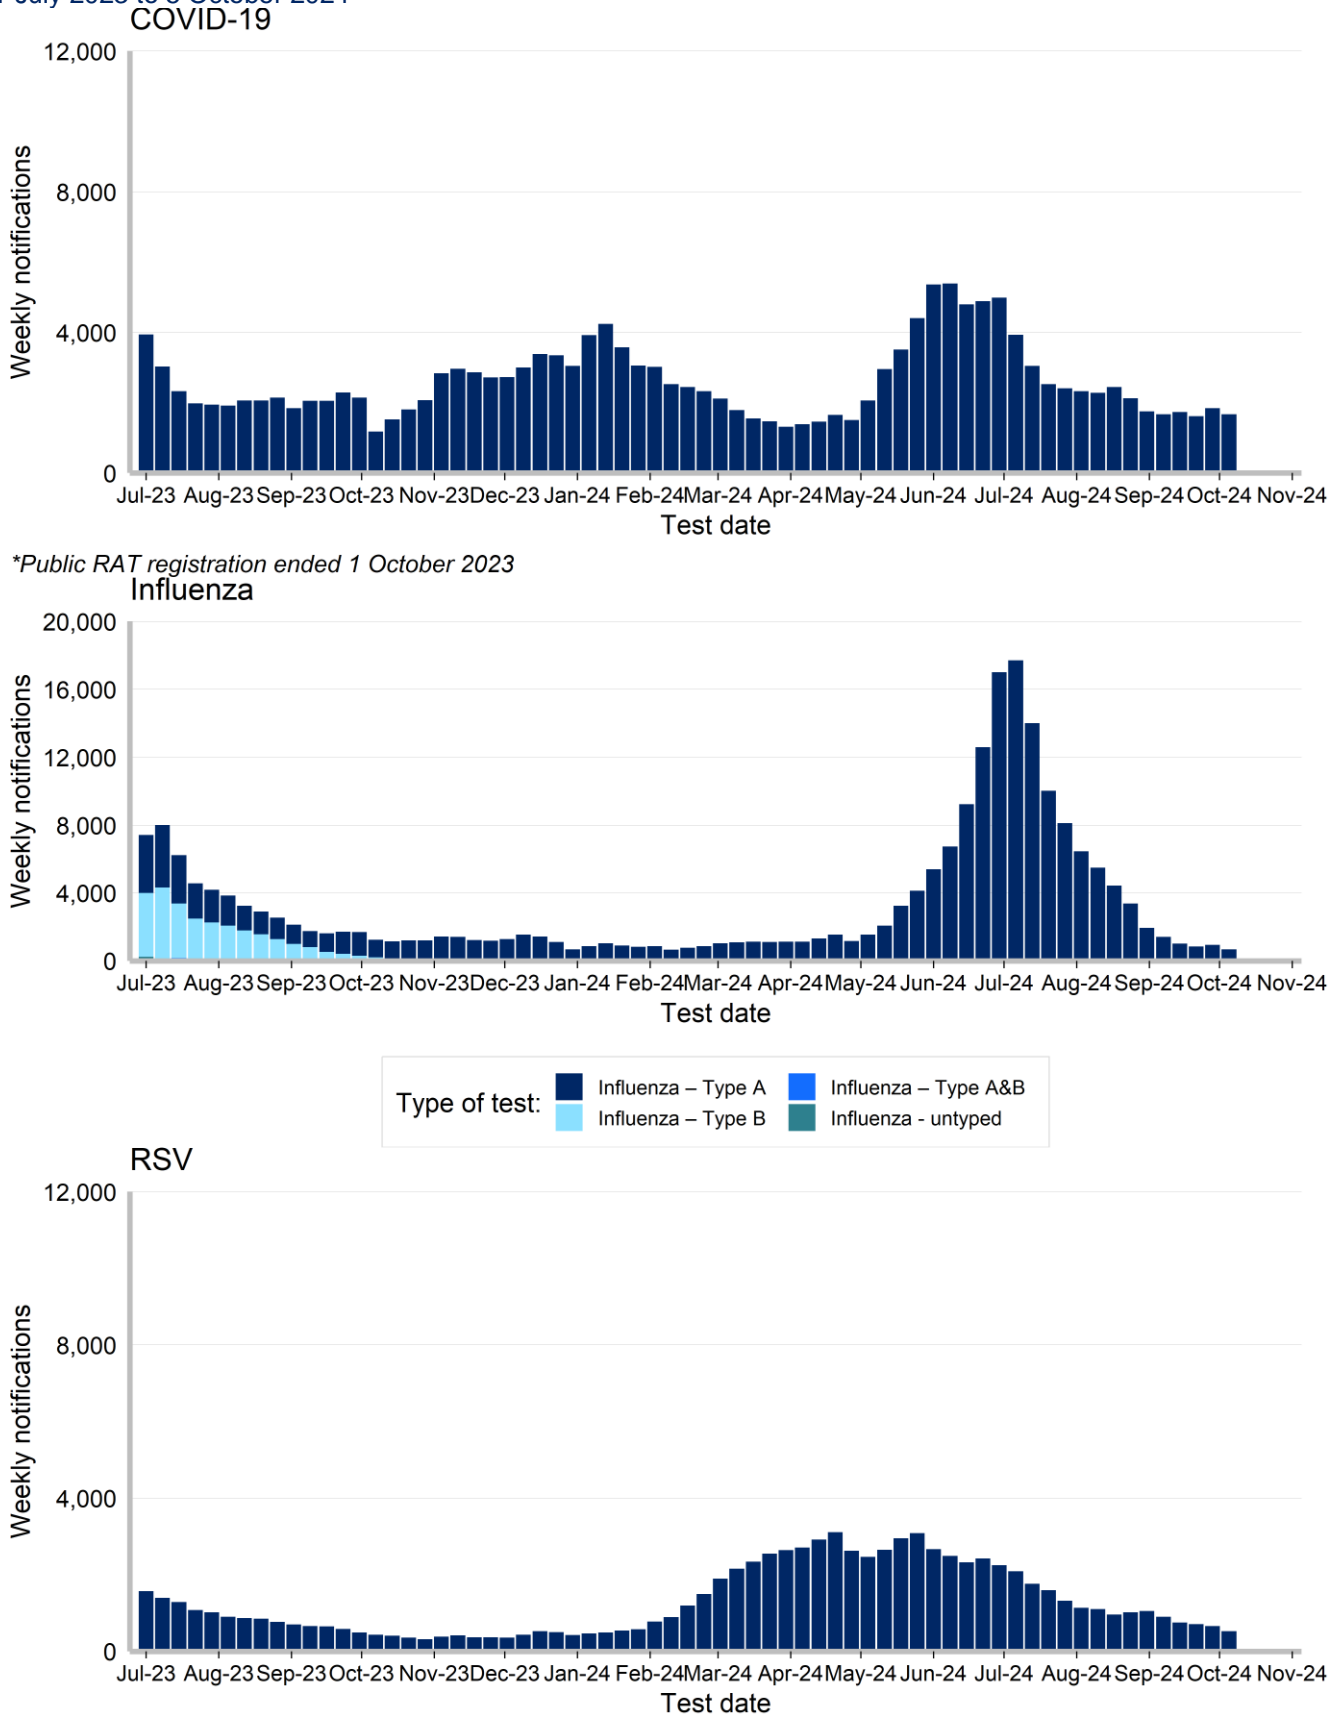 COVID-19
12,000
8,000
4,000
0
Weekly notifications
Jul-23 Aug-23 Sep-23 Oct-23 Nov-23 Dec-23 Jan-24 Feb-24 Mar-24 Apr-24 May-24 Jun-24 Jul-24 Aug-24 Sep-24 Oct-24 Nov-24
Test date
*Public RAT registration ended 1 October 2023
Influenza
20,000
16,000
12,000
8,000
4,000
0
Weekly notifications
Jul-23 Aug-23 Sep-23 Oct-23 Nov-23 Dec-23 Jan-24 Feb-24 Mar-24 Apr-24 May-24 Jun-24 Jul-24 Aug-24 Sep-24 Oct-24 Nov-24
Test date
Type of test:
Influenza – Type A
Influenza – Type A&B
Influenza – Type B
Influenza - untyped
RSV
12,000
8,000
4,000
0
Weekly notifications
Jul-23 Aug-23 Sep-23 Oct-23 Nov-23 Dec-23 Jan-24 Feb-24 Mar-24 Apr-24 May-24 Jun-24 Jul-24 Aug-24 Sep-24 Oct-24 Nov-24
Test date